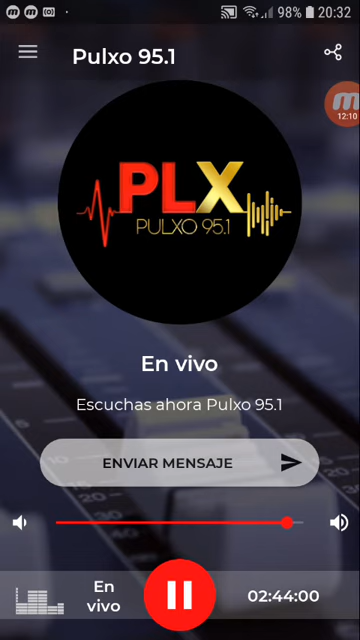 98% 20:32
Pulxo 95.1
12:10
PLX
PULXO 95.1
En vivo
Escuchas ahora Pulxo 95.1
ENVIAR MENSAJE
En
vivo
02:44:00